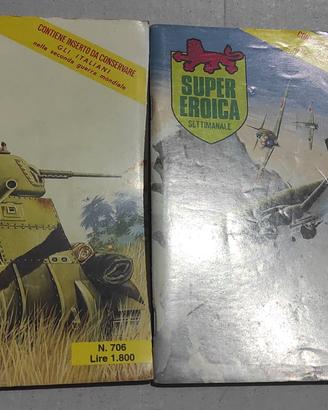 CONTIENE INSERTO DA CONSERVARE
GLI ITALIANI
nella seconda guerra mondiale
N. 706
Lire 1.800
SUPER
EROICA
SETTIMANALE